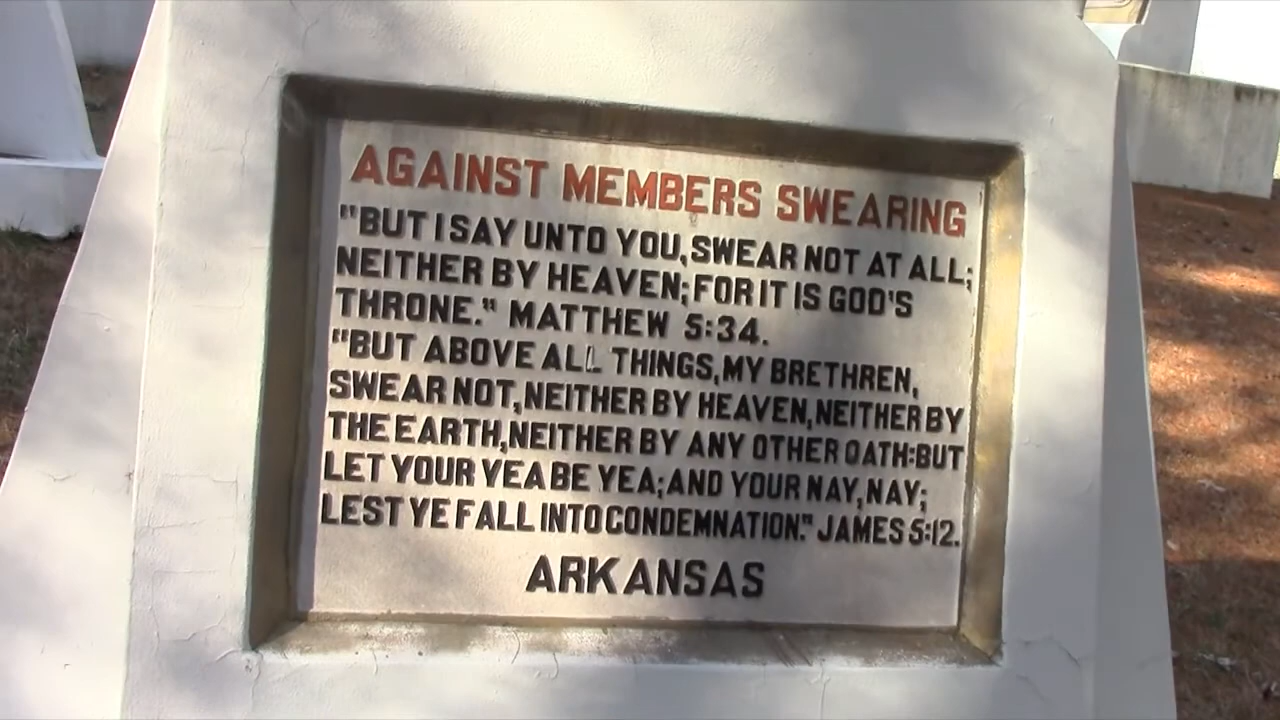 AGAINST MEMBERS SWEARING
"BUT I SAY UNTO YOU, SWEAR NOT AT ALL;
NEITHER BY HEAVEN; FOR IT IS GOD'S
THRONE." MATTHEW 5:34.
"BUT ABOVE ALL THINGS, MY BRETHREN,
SWEAR NOT, NEITHER BY HEAVEN, NEITHER BY
THE EARTH, NEITHER BY ANY OTHER OATH: BUT
LET YOUR YEA BE YEA; AND YOUR NAY, NAY;
LEST YE FALL INTO CONDEMNATION." JAMES 5:12.
ARKANSAS